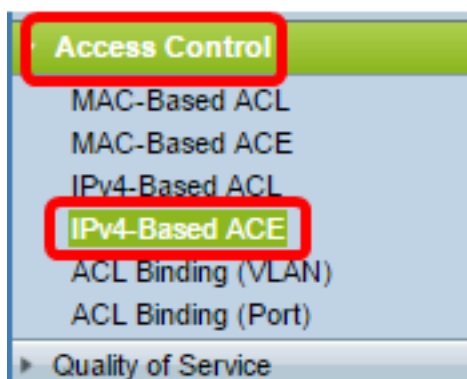 Access Control
MAC-Based ACL
MAC-Based ACE
IPv4-Based ACL
IPv4-Based ACE
ACL Binding (VLAN)
ACL Binding (Port)
Quality of Service